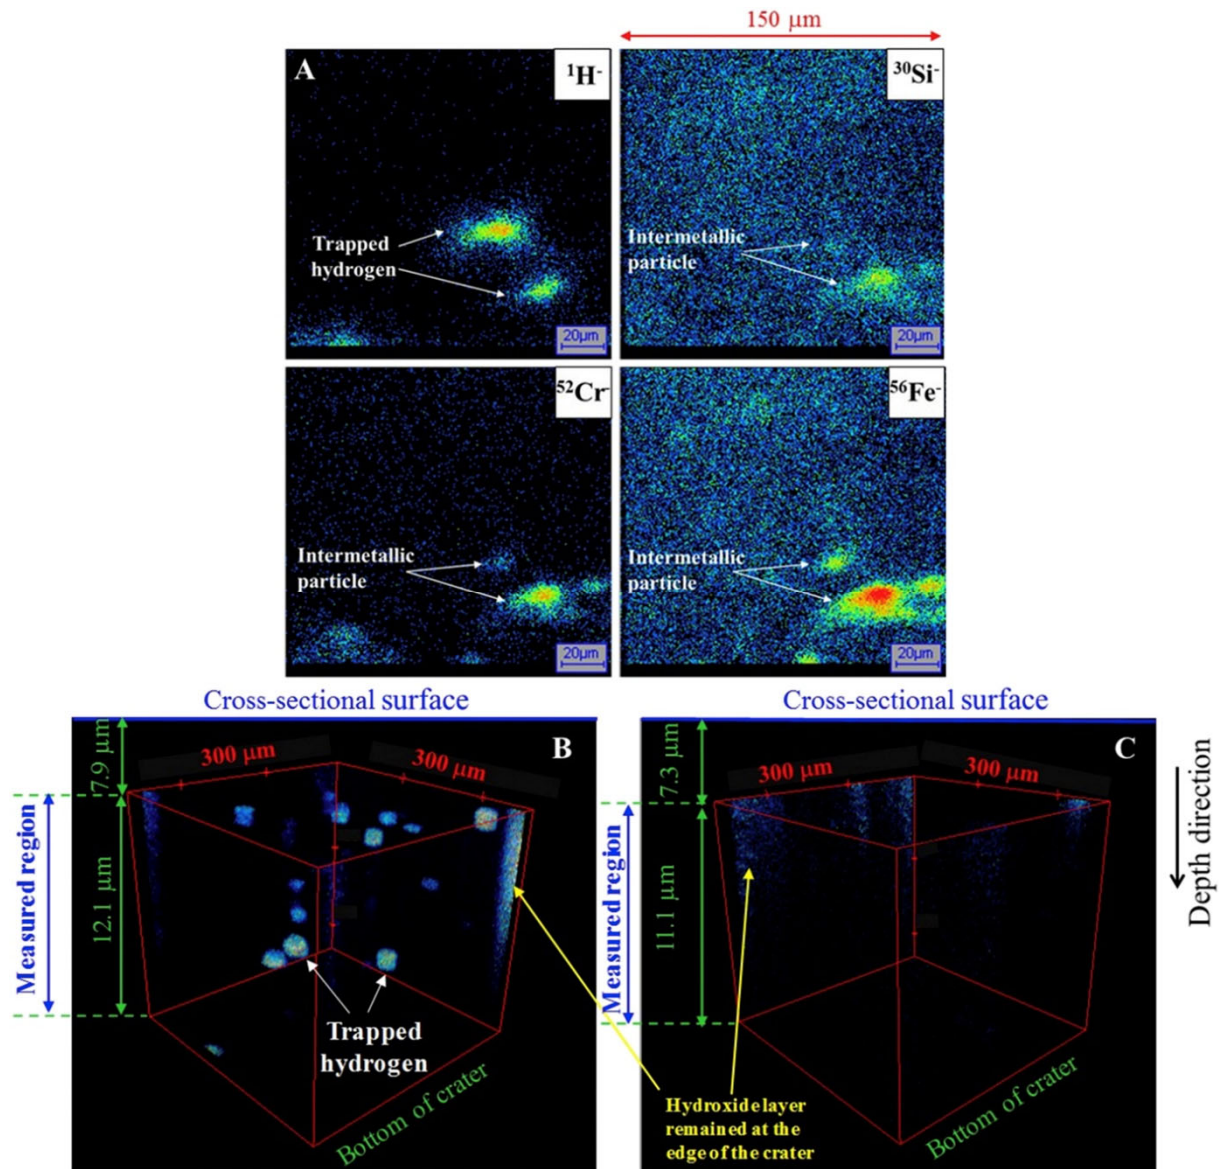 150 μm
A
¹H⁻
³⁰Si⁻
Trapped
hydrogen
Intermetallic
particle
20μm
20μm
⁵²Cr⁻
⁵⁶Fe⁻
Intermetallic
particle
Intermetallic
particle
20μm
20μm
Cross-sectional surface
Cross-sectional surface
7.9 μm
300 μm
300 μm
B
7.3 μm
300 μm
300 μm
C
Measured region
12.1 μm
Measured region
11.1 μm
Depth direction
Trapped
hydrogen
Bottom of crater
Hydroxide layer
remained at the
edge of the crater
Bottom of crater